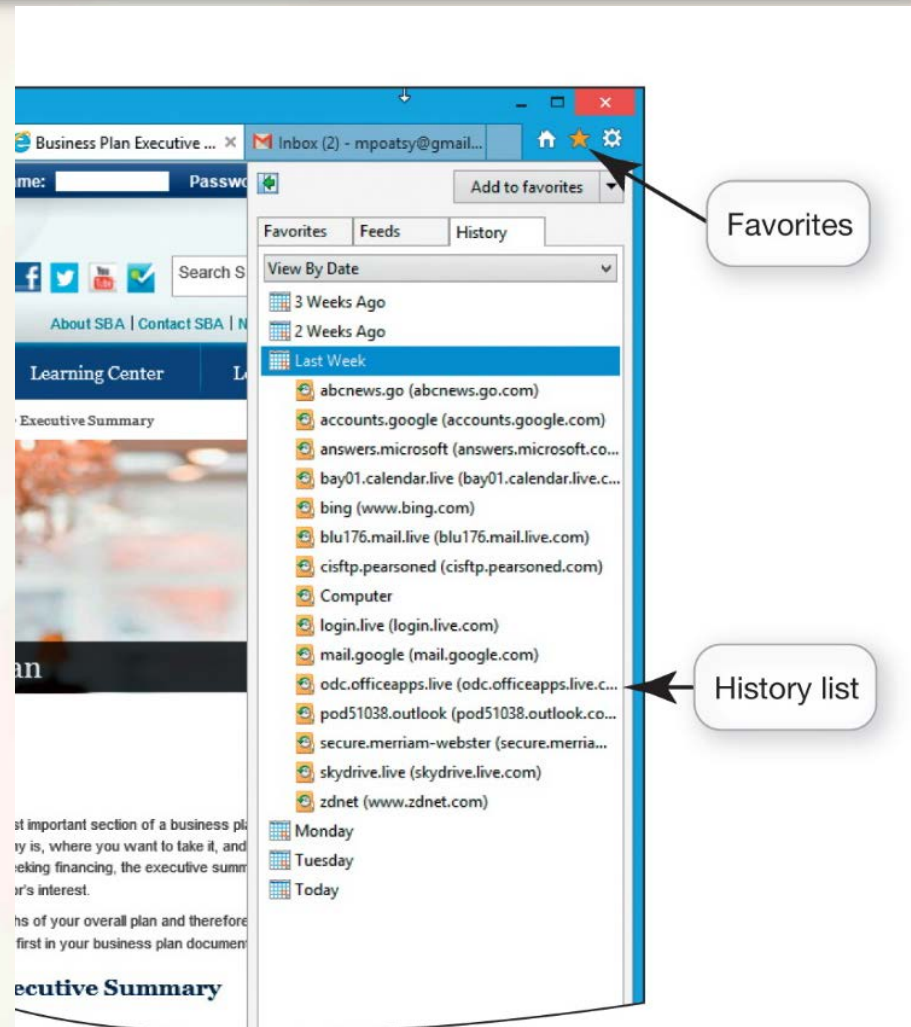 Business Plan Executive ... ×
Inbox (2) - mpoatsy@gmail...
me:
Passwo
Add to favorites
Favorites
Favorites
Feeds
History
Search S
View By Date
3 Weeks Ago
About SBA | Contact SBA | N
2 Weeks Ago
Learning Center
Last Week
abcnews.go (abcnews.go.com)
Executive Summary
accounts.google (accounts.google.com)
answers.microsoft (answers.microsoft.co...
bay01.calendar.live (bay01.calendar.live.c...
bing (www.bing.com)
blu176.mail.live (blu176.mail.live.com)
cisftp.pearsoned (cisftp.pearsoned.com)
Computer
login.live (login.live.com)
mail.google (mail.google.com)
an
odc.officeapps.live (odc.officeapps.live.c...
History list
pod51038.outlook (pod51038.outlook.co...
secure.merriam-webster (secure.merria...
skydrive.live (skydrive.live.com)
zdnet (www.zdnet.com)
Monday
Tuesday
Today
st important section of a business pla
ny is, where you want to take it, and
eeking financing, the executive summ
or's interest.
hs of your overall plan and therefore
first in your business plan documen
ecutive Summary